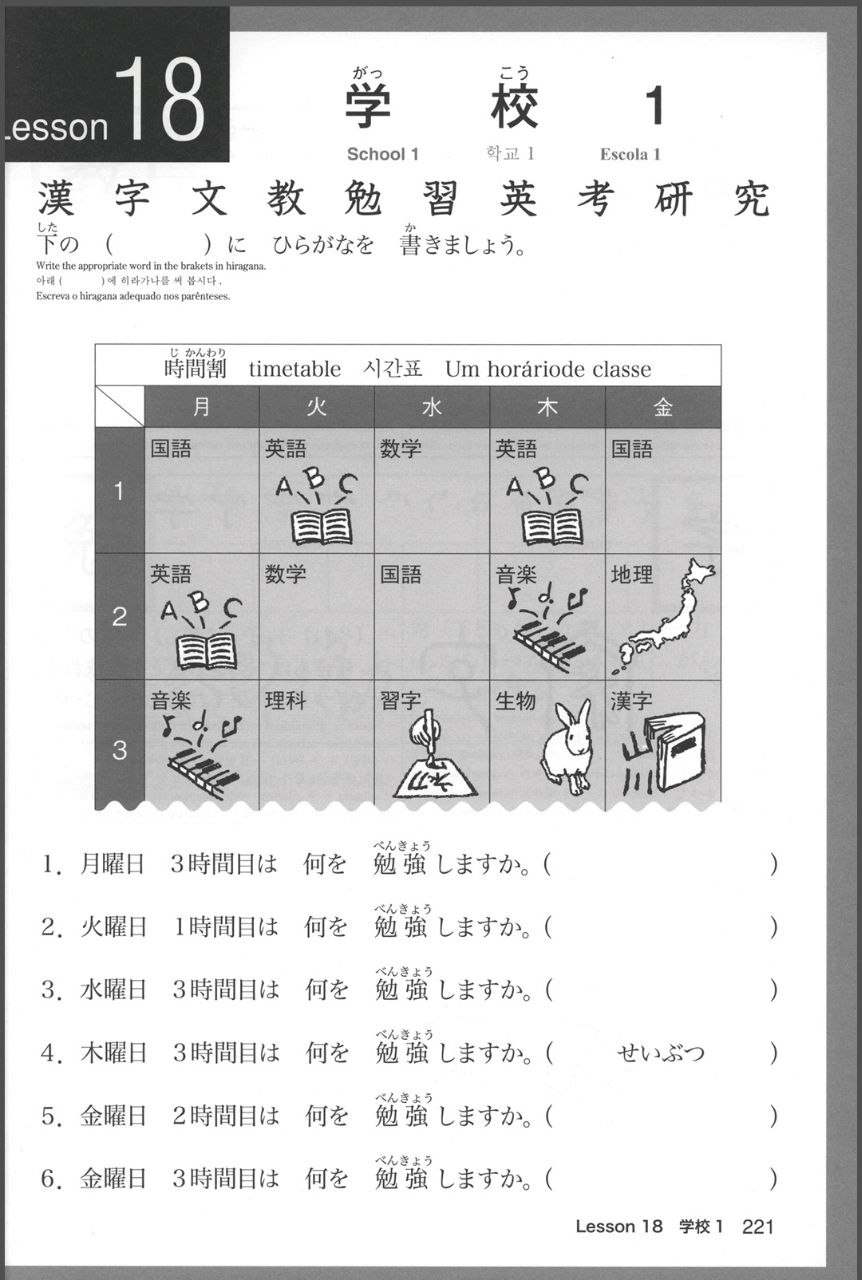 Lesson 18
がっ こう
学 校 1
School 1 학교 1 Escola 1
漢 字 文 教 勉 習 英 考 研 究
した か
下の （ ）に ひらがなを 書きましょう。
Write the appropriate word in the brakets in hiragana.
아래 ( )에 히라가나를 써 봅시다.
Escreva o hiragana adequado nos parênteses.
じ かんわり
時間割 timetable 시간표 Um horáriode classe
月 火 水 木 金
国語 英語 数学 英語 国語
A B C A B C
1
英語 数学 国語 音楽 地理
A B C
2
音楽 理科 習字 生物 漢字
山
川
3
べんきょう
1. 月曜日 3時間目は 何を 勉強しますか。（ ）
べんきょう
2. 火曜日 1時間目は 何を 勉強しますか。（ ）
べんきょう
3. 水曜日 3時間目は 何を 勉強しますか。（ ）
べんきょう
4. 木曜日 3時間目は 何を 勉強しますか。（ せいぶつ ）
べんきょう
5. 金曜日 2時間目は 何を 勉強しますか。（ ）
べんきょう
6. 金曜日 3時間目は 何を 勉強しますか。（ ）
Lesson 18 学校 1 221